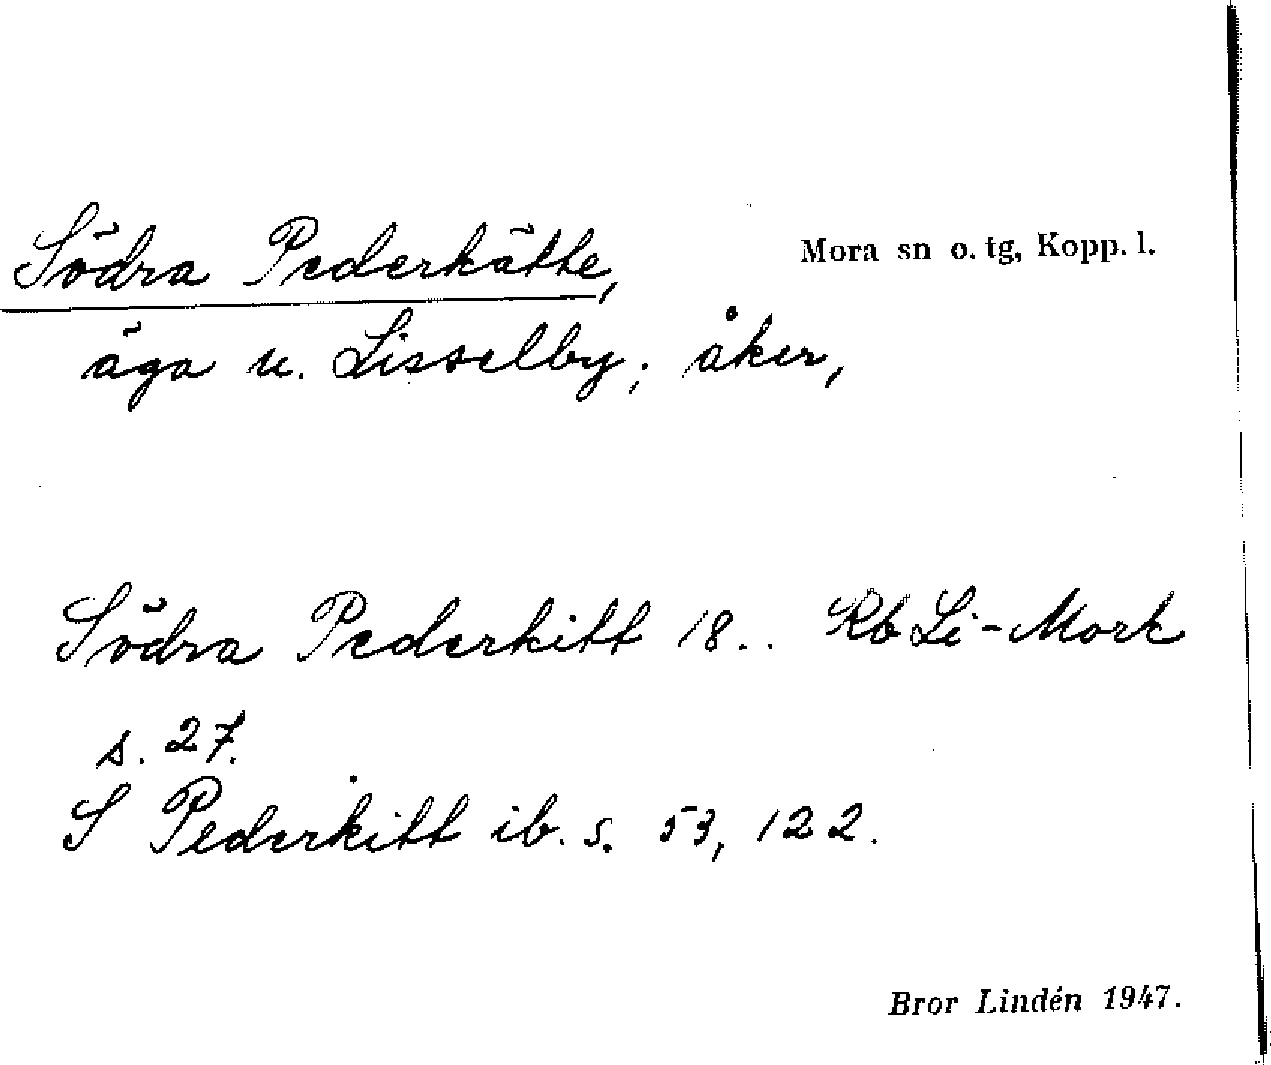 Södra Pederkätte,
Mora sn o. tg, Kopp. l.
äga u. Lisselby; åker,
Södra Pederkitt 18.. Rb Li-Mork
s. 27.
S Pederkitt ib. s. 53, 122.
Bror Lindén 1947.